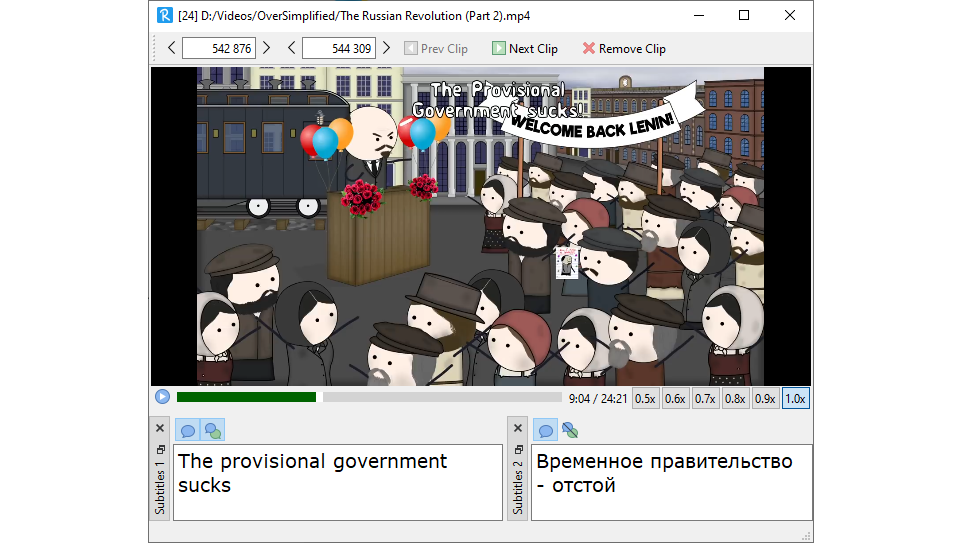 [24] D:/Videos/OverSimplified/The Russian Revolution (Part 2).mp4
542 876 544 309 Prev Clip Next Clip Remove Clip
The Provisional
Government sucks!!
WELCOME BACK LENIN!
9:04 / 24:21 0.5x 0.6x 0.7x 0.8x 0.9x 1.0x
Subtitles 1
The provisional government
sucks
Subtitles 2
Временное правительство
- отстой